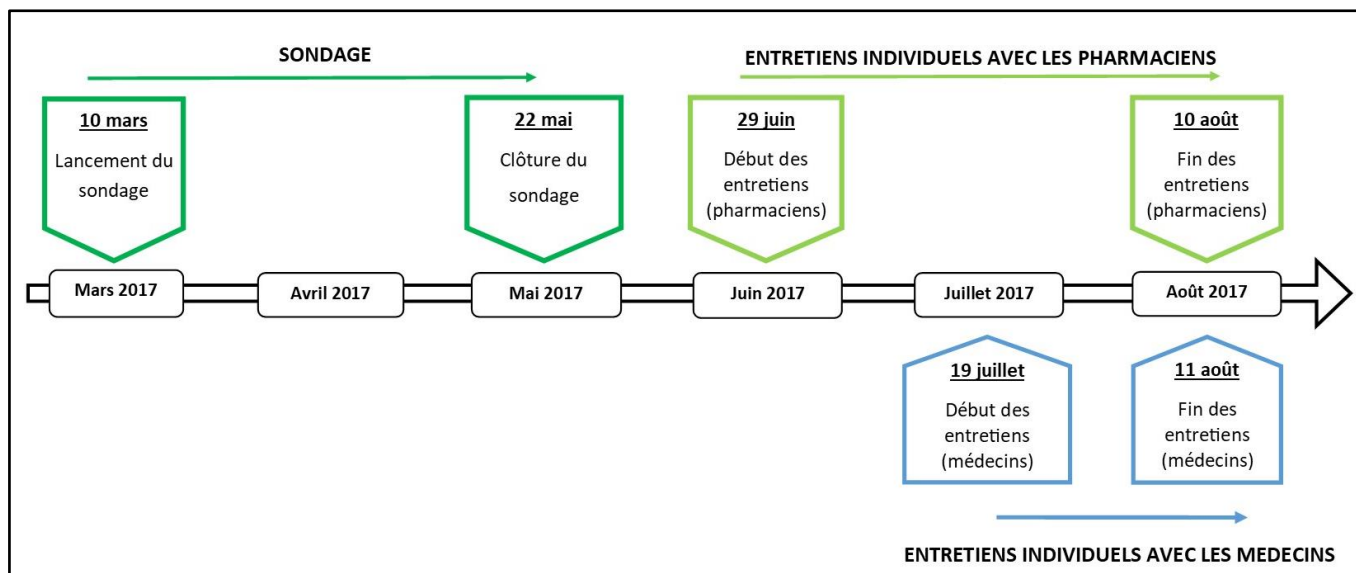 SONDAGE
ENTRETIENS INDIVIDUELS AVEC LES PHARMACIENS
10 mars
Lancement du
sondage
22 mai
Clôture du
sondage
29 juin
Début des
entretiens
(pharmaciens)
10 août
Fin des
entretiens
(pharmaciens)
Mars 2017
Avril 2017
Mai 2017
Juin 2017
Juillet 2017
Août 2017
19 juillet
Début des
entretiens
(médecins)
11 août
Fin des
entretiens
(médecins)
ENTRETIENS INDIVIDUELS AVEC LES MEDECINS